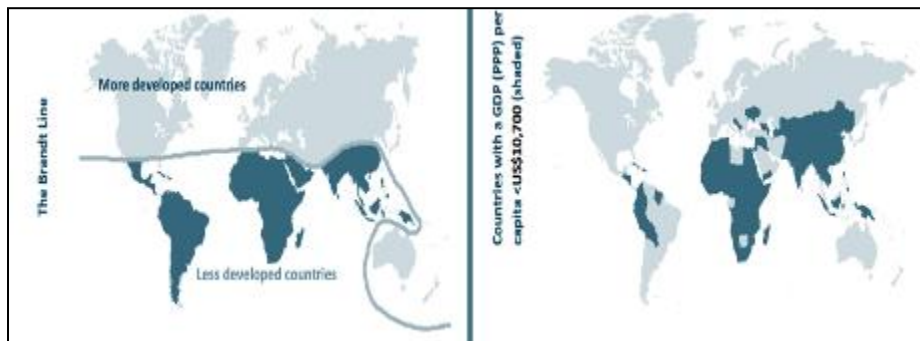 The Brandt Line
More developed countries
Less developed countries
Countries with a GDP (PPP) per
capita <US$10,700 (shaded)